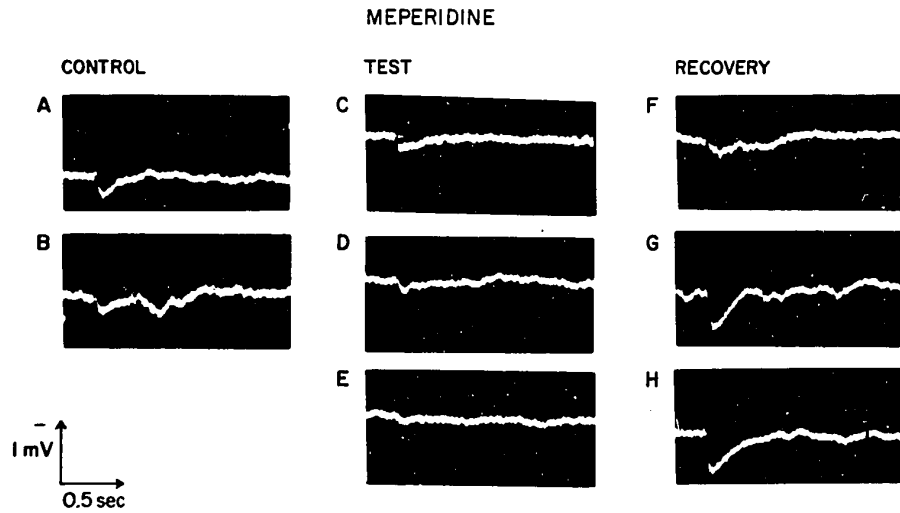 MEPERIDINE
CONTROL
TEST
RECOVERY
A
C
F
B
D
G
E
H
–
1 mV
0.5 sec